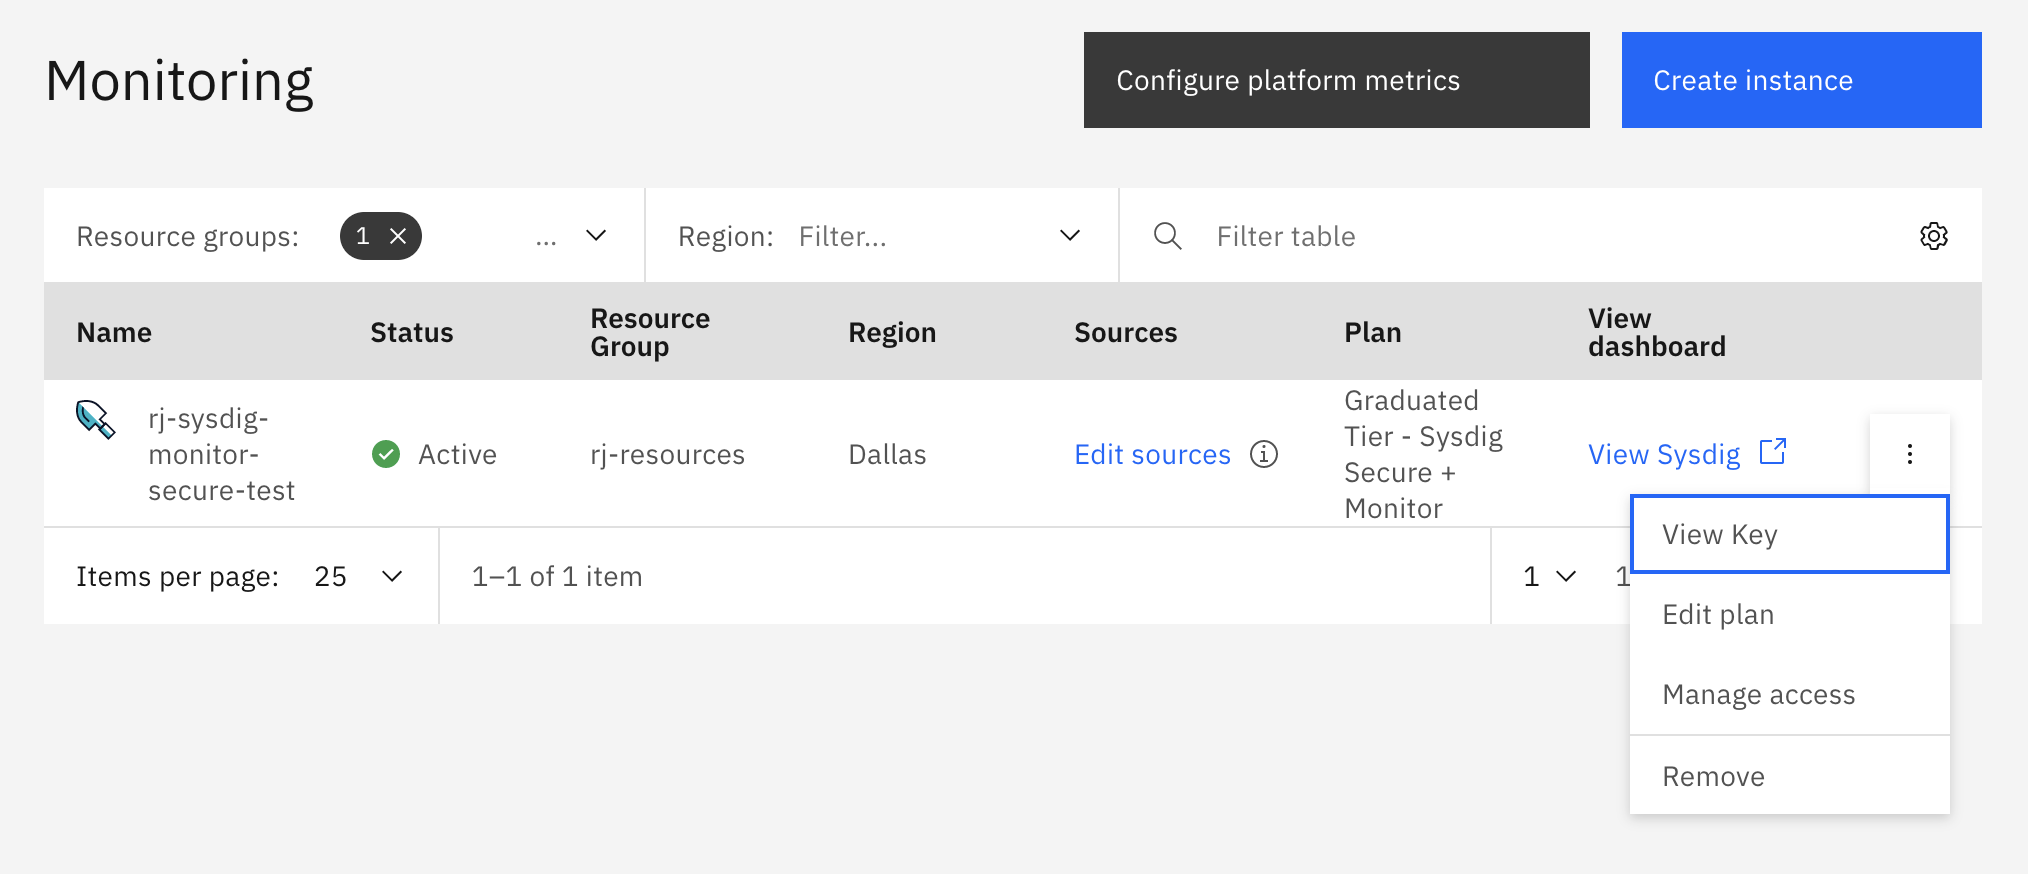 Monitoring
Configure platform metrics
Create instance
Resource groups: 1 ...
Region: Filter...
Filter table
Name
Status
Resource
Group
Region
Sources
Plan
View
dashboard
rj-sysdig-
monitor-
secure-test
Active
rj-resources
Dallas
Edit sources
Graduated
Tier - Sysdig
Secure +
Monitor
View Sysdig
View Key
Edit plan
Manage access
Remove
Items per page: 25
1–1 of 1 item
1
1